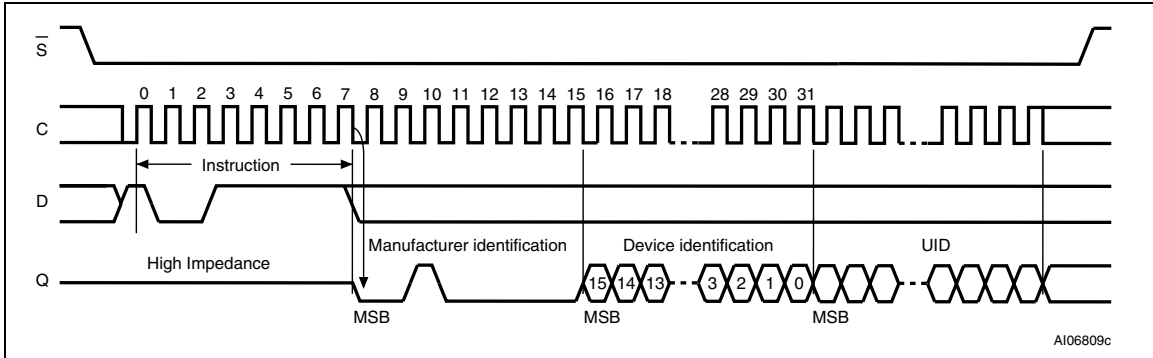 S
0 1 2 3 4 5 6 7 8 9 10 11 12 13 14 15 16 17 18 28 29 30 31
C
Instruction
D
Manufacturer identification Device identification UID
High Impedance
Q 15 14 13 3 2 1 0
MSB MSB MSB
AI06809c